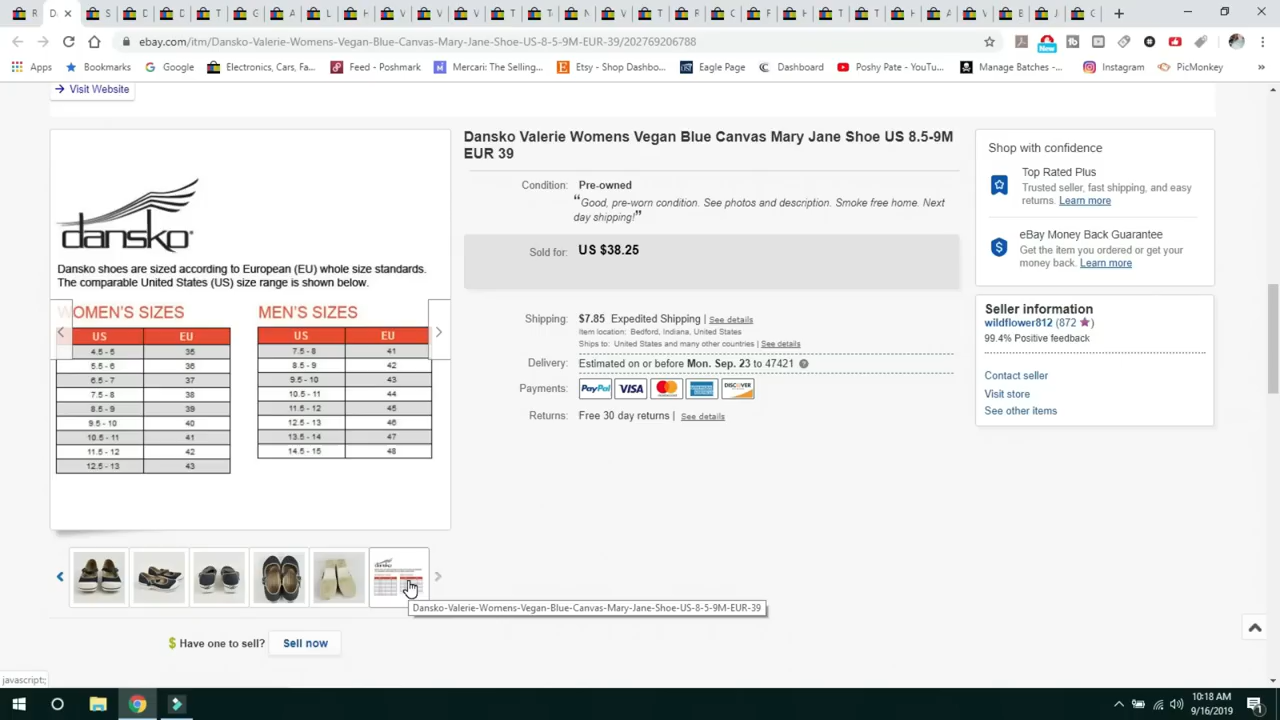 R
D
S
D
D
T
G
A
L
H
V
V
V
T
T
N
V
T
F
C
F
H
T
T
H
A
V
E
J
C
ebay.com/itm/Dansko-Valerie-Womens-Vegan-Blue-Canvas-Mary-Jane-Shoe-US-8-5-9M-EUR-39/202769206788
New
Apps
Bookmarks
Google
Electronics, Cars, Fa...
Feed - Poshmark
Mercari: The Selling...
Etsy - Shop Dashbo...
Eagle Page
Dashboard
Poshy Pate - YouTu...
Manage Batches -...
Instagram
PicMonkey
»
Visit Website
dansko
Dansko shoes are sized according to European (EU) whole size standards.
The comparable United States (US) size range is shown below.
WOMEN'S SIZES
US EU
4.5 - 5 35
5.5 - 6 36
6.5 - 7 37
7.5 - 8 38
8.5 - 9 39
9.5 - 10 40
10.5 - 11 41
11.5 - 12 42
12.5 - 13 43
MEN'S SIZES
US EU
7.5 - 8 41
8.5 - 9 42
9.5 - 10 43
10.5 - 11 44
11.5 - 12 45
12.5 - 13 46
13.5 - 14 47
14.5 - 15 48
Dansko Valerie Womens Vegan Blue Canvas Mary Jane Shoe US 8.5-9M
EUR 39
Condition: Pre-owned
“Good, pre-worn condition. See photos and description. Smoke free home. Next
day shipping!”
Sold for: US $38.25
Shipping: $7.85 Expedited Shipping | See details
Item location: Bedford, Indiana, United States
Ships to: United States and many other countries | See details
Delivery: Estimated on or before Mon. Sep. 23 to 47421
Payments: PayPal VISA MasterCard AMERICAN EXPRESS DISCOVER
Returns: Free 30 day returns | See details
Shop with confidence
Top Rated Plus
Trusted seller, fast shipping, and easy
returns. Learn more
eBay Money Back Guarantee
Get the item you ordered or get your
money back. Learn more
Seller information
wildflower812 (872 )
99.4% Positive feedback
Contact seller
Visit store
See other items
dansko
Dansko-Valerie-Womens-Vegan-Blue-Canvas-Mary-Jane-Shoe-US-8-5-9M-EUR-39
$ Have one to sell? Sell now
javascript:;
10:18 AM
9/16/2019
1